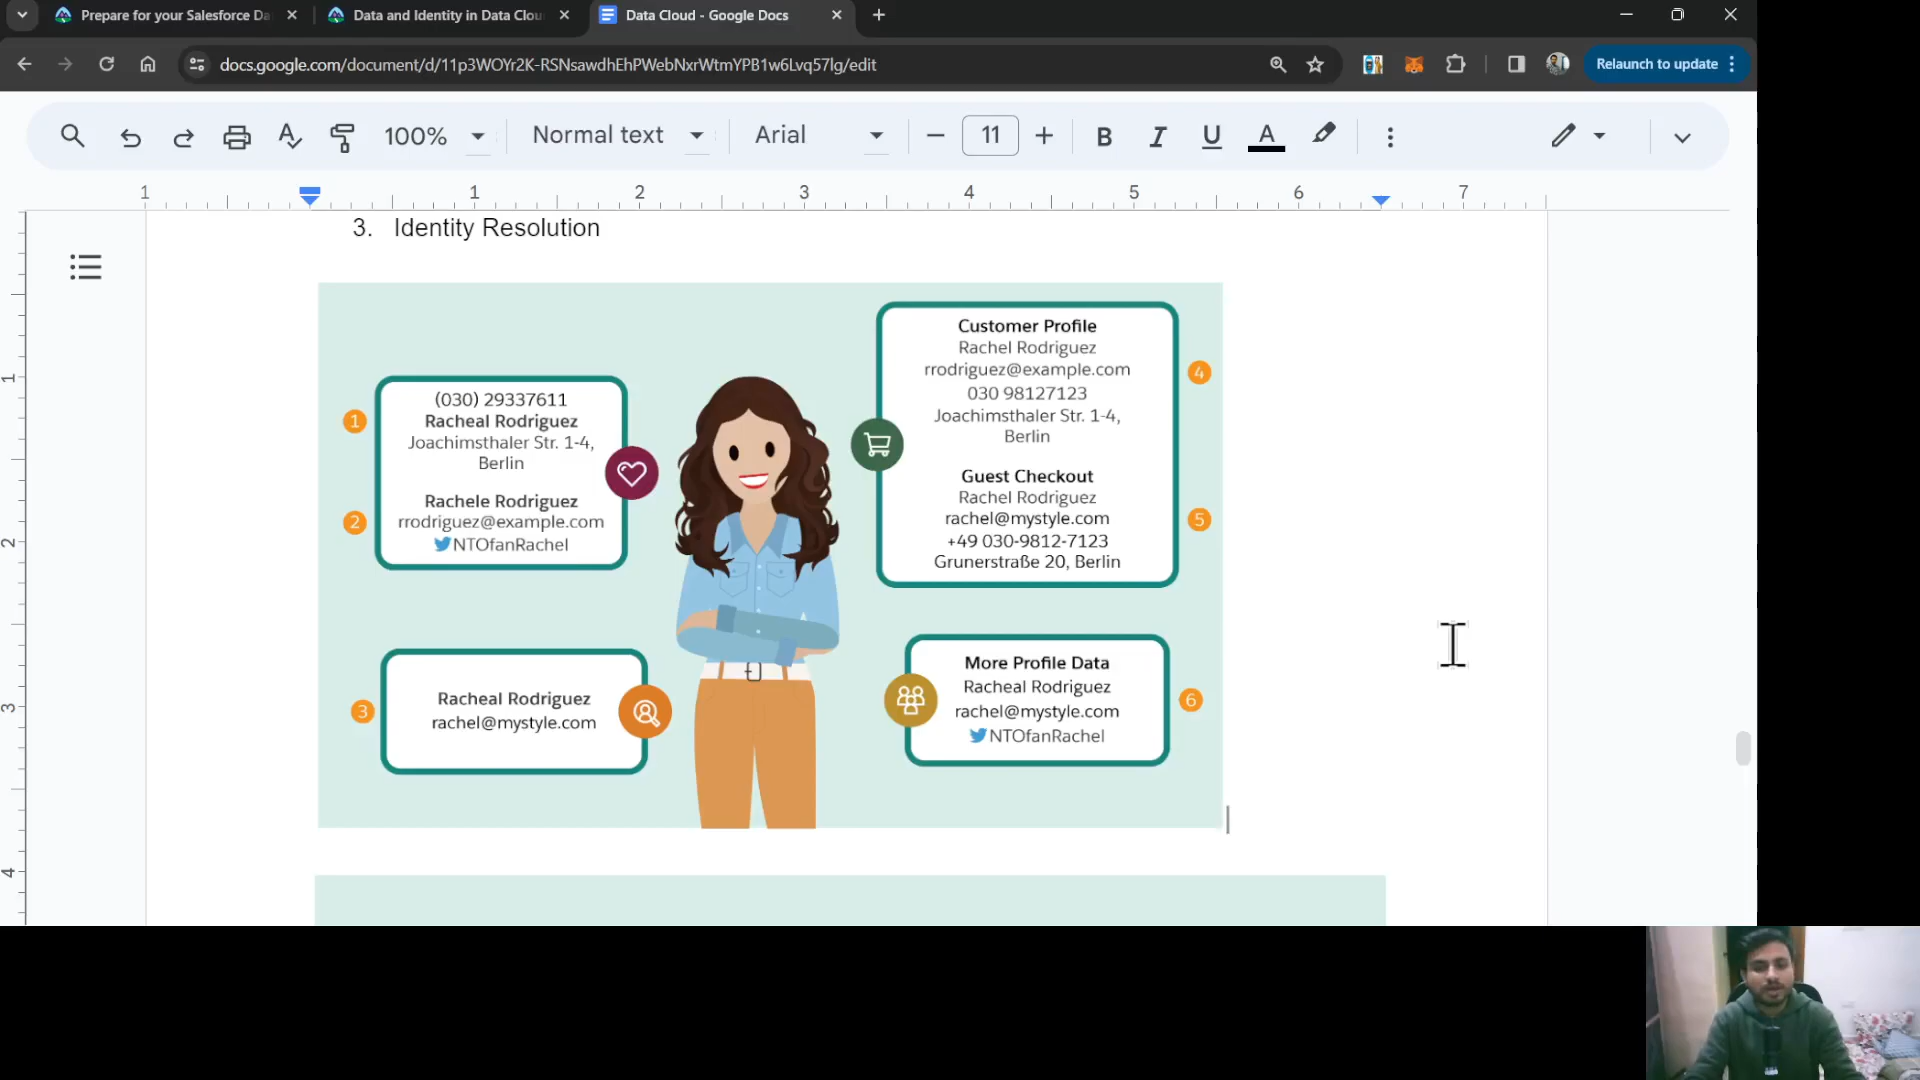 Prepare for your Salesforce Da
Data and Identity in Data Clou
Data Cloud - Google Docs
docs.google.com/document/d/11p3WOYr2K-RSNsawdhEhPWebNxrWtmYPB1w6Lvq57lg/edit
Relaunch to update
100%
Normal text
Arial
11
B
I
U
A
1
1
2
3
4
5
6
7
1
2
3
4
3. Identity Resolution
1
(030) 29337611
Racheal Rodriguez
Joachimsthaler Str. 1-4,
Berlin
2
Rachele Rodriguez
rrodriguez@example.com
NTOfanRachel
Customer Profile
Rachel Rodriguez
rrodriguez@example.com
030 98127123
Joachimsthaler Str. 1-4,
Berlin
4
Guest Checkout
Rachel Rodriguez
rachel@mystyle.com
+49 030-9812-7123
Grunerstraße 20, Berlin
5
3
Racheal Rodriguez
rachel@mystyle.com
More Profile Data
Racheal Rodriguez
rachel@mystyle.com
NTOfanRachel
6